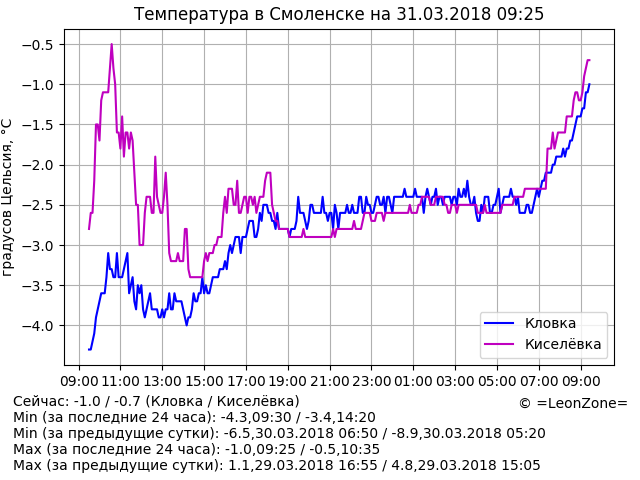 Температура в Смоленске на 31.03.2018 09:25
градусов Цельсия, °C
−0.5
−1.0
−1.5
−2.0
−2.5
−3.0
−3.5
−4.0
Кловка
Киселёвка
09:00 11:00 13:00 15:00 17:00 19:00 21:00 23:00 01:00 03:00 05:00 07:00 09:00
Сейчас: -1.0 / -0.7 (Кловка / Киселёвка)
© =LeonZone=
Min (за последние 24 часа): -4.3,09:30 / -3.4,14:20
Min (за предыдущие сутки): -6.5,30.03.2018 06:50 / -8.9,30.03.2018 05:20
Max (за последние 24 часа): -1.0,09:25 / -0.5,10:35
Max (за предыдущие сутки): 1.1,29.03.2018 16:55 / 4.8,29.03.2018 15:05